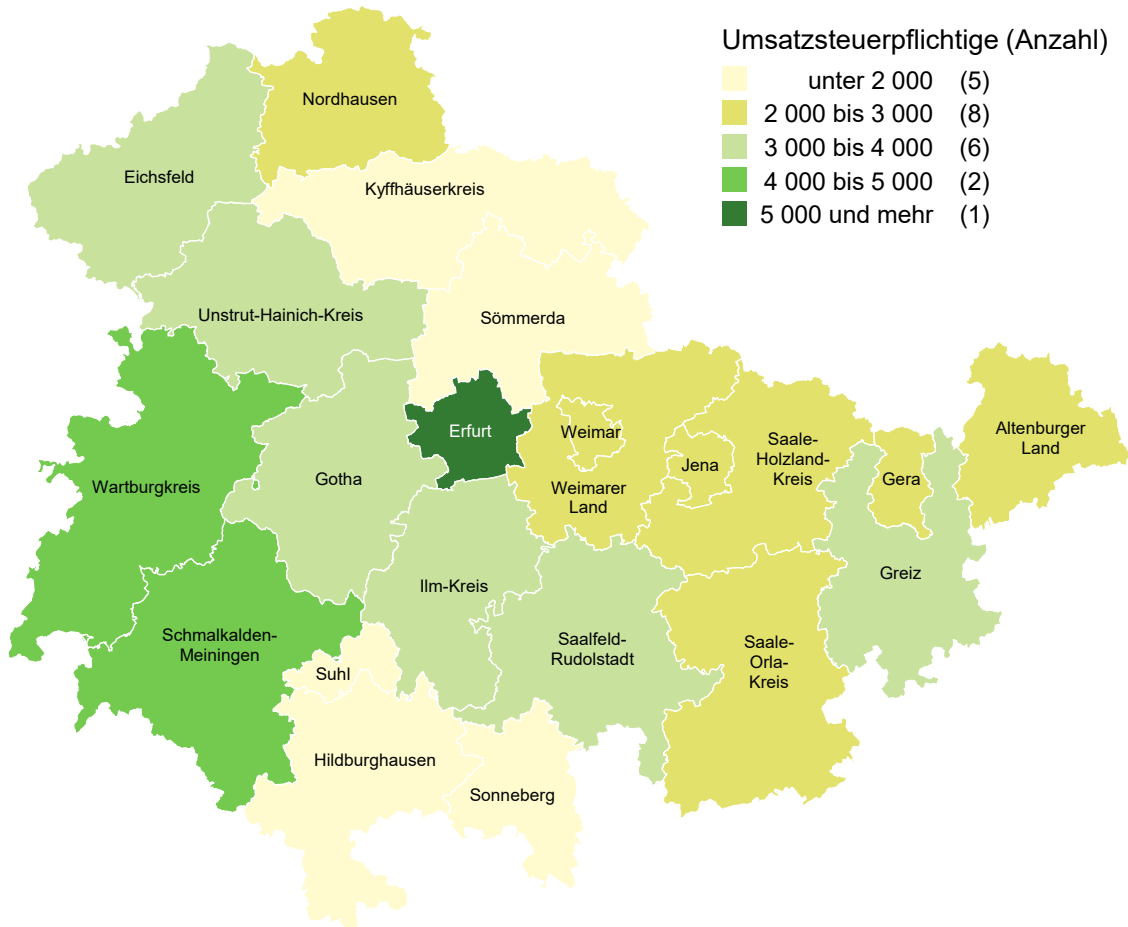 Umsatzsteuerpflichtige (Anzahl)
unter 2 000 (5)
2 000 bis 3 000 (8)
3 000 bis 4 000 (6)
4 000 bis 5 000 (2)
5 000 und mehr (1)
Nordhausen
Eichsfeld
Kyffhäuserkreis
Unstrut-Hainich-Kreis
Sömmerda
Erfurt
Weimar
Weimarer
Land
Jena
Saale-
Holzland-
Kreis
Gera
Altenburger
Land
Wartburgkreis
Gotha
Greiz
Ilm-Kreis
Schmalkalden-
Meiningen
Saalfeld-
Rudolstadt
Saale-
Orla-
Kreis
Suhl
Hildburghausen
Sonneberg